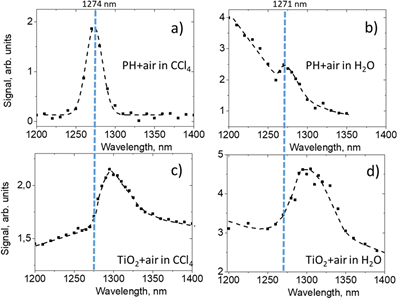 1274 nm
1271 nm
a)
PH+air in CCl4
Signal, arb. units
2
1
0
1200 1250 1300 1350 1400
Wavelength, nm
b)
PH+air in H2O
4
3
2
1
0
1200 1250 1300 1350 1400
Wavelength, nm
c)
TiO2+air in CCl4
Signal, arb. units
2.0
1.5
1200 1250 1300 1350 1400
Wavelength, nm
d)
TiO2+air in H2O
5
4
3
1200 1250 1300 1350 1400
Wavelength, nm